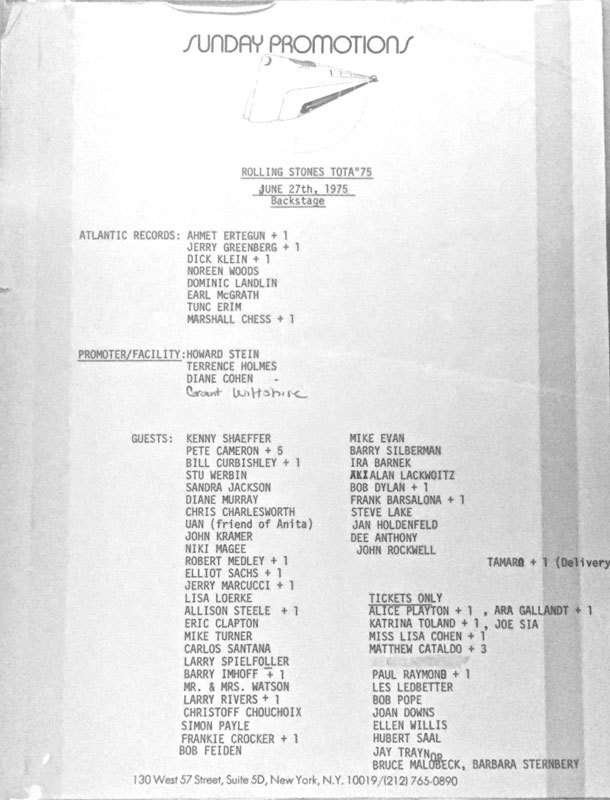 SUNDAY PROMOTIONS
ROLLING STONES TOTA"75
JUNE 27th, 1975
Backstage
ATLANTIC RECORDS: AHMET ERTEGUN + 1
JERRY GREENBERG + 1
DICK KLEIN + 1
NOREEN WOODS
DOMINIC LANDLIN
EARL McGRATH
TUNC ERIM
MARSHALL CHESS + 1
PROMOTER/FACILITY: HOWARD STEIN
TERRENCE HOLMES
DIANE COHEN -
Grant Wiltshire
GUESTS: KENNY SHAEFFER
PETE CAMERON + 5
BILL CURBISHLEY + 1
STU WERBIN
SANDRA JACKSON
DIANE MURRAY
CHRIS CHARLESWORTH
UAN (friend of Anita)
JOHN KRAMER
NIKI MAGEE
ROBERT MEDLEY + 1
ELLIOT SACHS + 1
JERRY MARCUCCI + 1
LISA LOERKE
ALLISON STEELE + 1
ERIC CLAPTON
MIKE TURNER
CARLOS SANTANA
LARRY SPIELFOLLER
BARRY IMHOFF + 1
MR. & MRS. WATSON
LARRY RIVERS + 1
CHRISTOFF CHOUCHOIX
SIMON PAYLE
FRANKIE CROCKER + 1
BOB FEIDEN
MIKE EVAN
BARRY SILBERMAN
IRA BARNEK
ALAN LACKWOITZ
BOB DYLAN + 1
FRANK BARSALONA + 1
STEVE LAKE
JAN HOLDENFELD
DEE ANTHONY
JOHN ROCKWELL
TAMARA + 1 (Delivery
TICKETS ONLY
ALICE PLAYTON + 1 , ARA GALLANDT + 1
KATRINA TOLAND + 1 , JOE SIA
MISS LISA COHEN + 1
MATTHEW CATALDO + 3
PAUL RAYMOND + 1
LES LEDBETTER
BOB POPE
JOAN DOWNS
ELLEN WILLIS
HUBERT SAAL
JAY TRAYNOR
BRUCE MALOBECK, BARBARA STERNBERY
130 West 57 Street, Suite 5D, New York, N.Y. 10019/(212) 765-0890